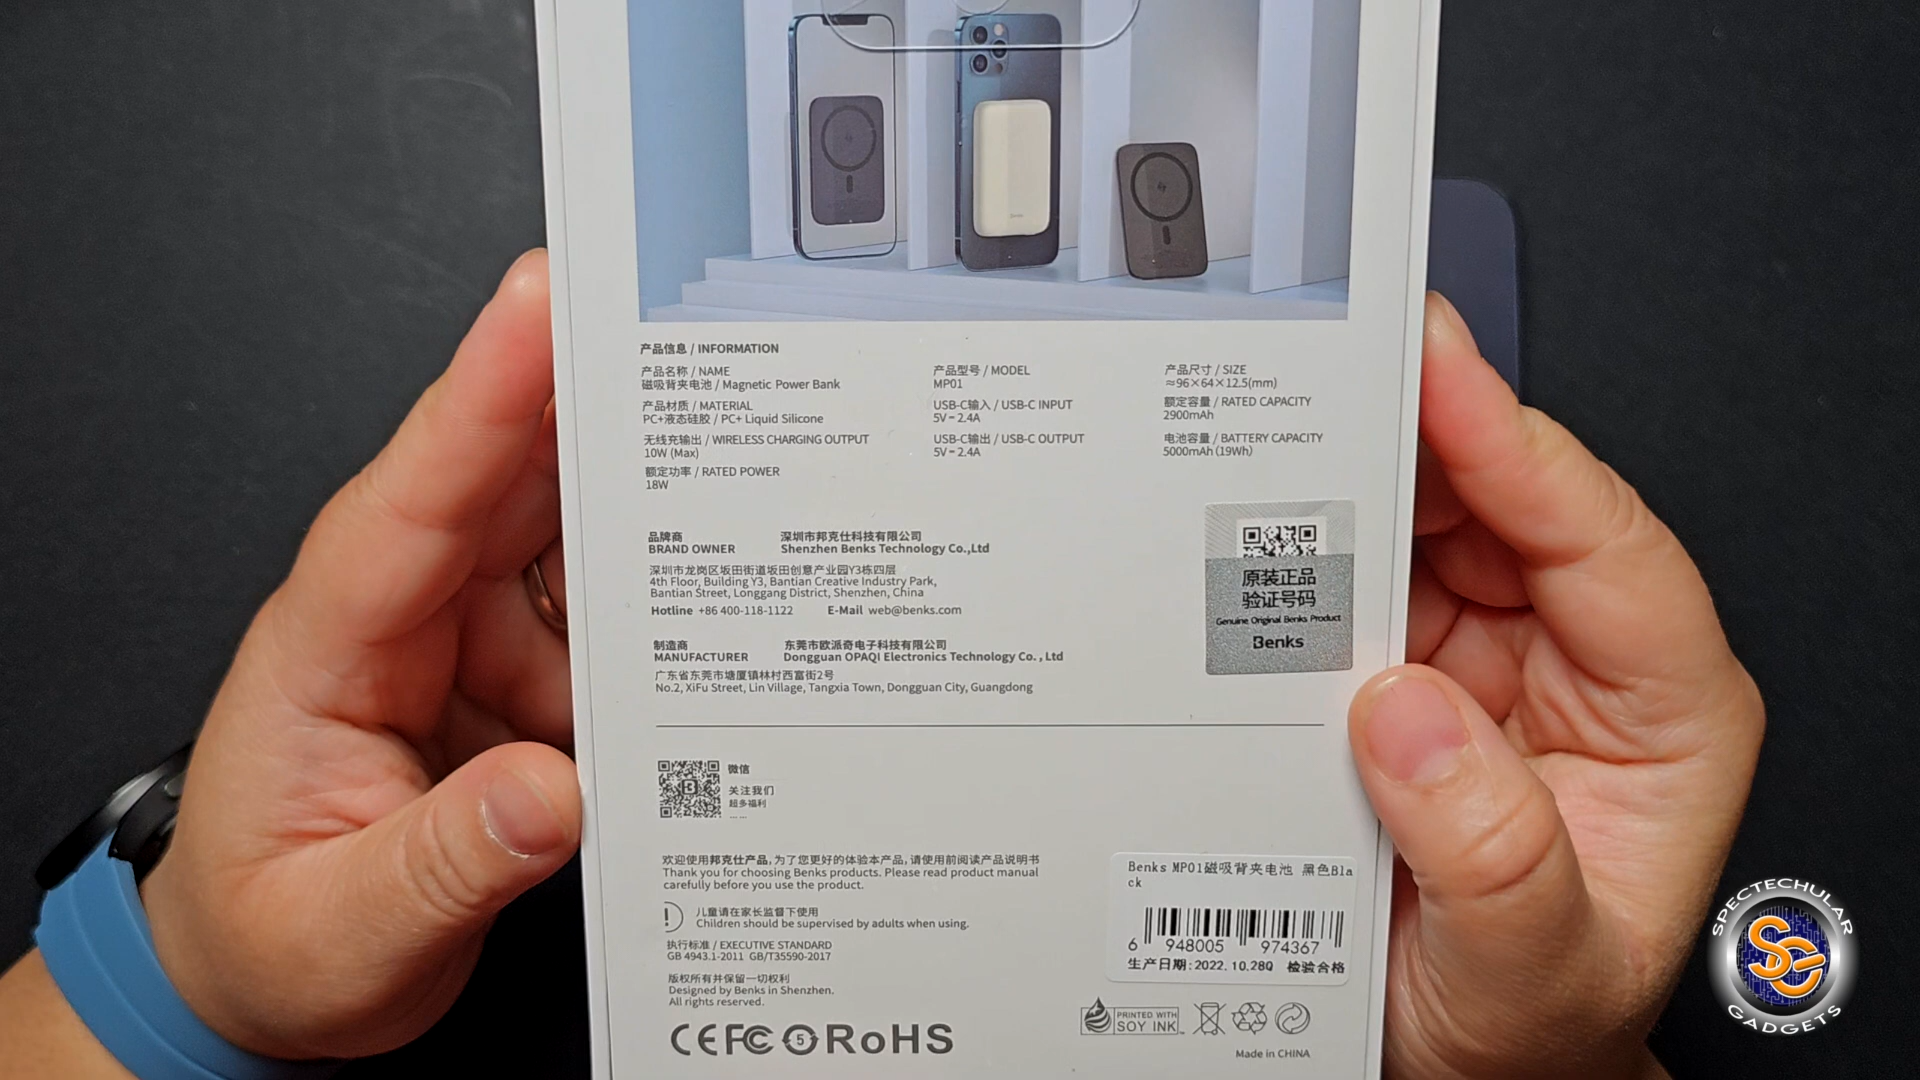 产品信息 / INFORMATION
产品名称 / NAME
磁吸背夹电池 / Magnetic Power Bank
产品材质 / MATERIAL
PC+液态硅胶 / PC+ Liquid Silicone
无线充输出 / WIRELESS CHARGING OUTPUT
10W (Max)
额定功率 / RATED POWER
18W
产品型号 / MODEL
MP01
USB-C输入 / USB-C INPUT
5V⎓2.4A
USB-C输出 / USB-C OUTPUT
5V⎓2.4A
产品尺寸 / SIZE
≈96×64×12.5(mm)
额定容量 / RATED CAPACITY
2900mAh
电池容量 / BATTERY CAPACITY
5000mAh (19Wh)
品牌商 深圳市邦克仕科技有限公司
BRAND OWNER Shenzhen Benks Technology Co.,Ltd
深圳市龙岗区坂田街道坂田创意产业园Y3栋四层
4th Floor, Building Y3, Bantian Creative Industry Park,
Bantian Street, Longgang District, Shenzhen, China
Hotline +86 400-118-1122 E-Mail web@benks.com
制造商 东莞市欧派奇电子科技有限公司
MANUFACTURER Dongguan OPAQI Electronics Technology Co. , Ltd
广东省东莞市塘厦镇林村西富街2号
No.2, XiFu Street, Lin Village, Tangxia Town, Dongguan City, Guangdong
原装正品
验证号码
Genuine Original Benks Product
Benks
微信
关注我们
超多福利
......
欢迎使用邦克仕产品,为了您更好的体验本产品,请使用前阅读产品说明书
Thank you for choosing Benks products. Please read product manual
carefully before you use the product.
儿童请在家长监督下使用
Children should be supervised by adults when using.
执行标准 / EXECUTIVE STANDARD
GB 4943.1-2011 GB/T35590-2017
版权所有并保留一切权利
Designed by Benks in Shenzhen.
All rights reserved.
CE FC 5 RoHS
Benks MP01磁吸背夹电池 黑色Bla
ck
6 948005 974367
生产日期:2022.10.28Q 检验合格
PRINTED WITH
SOY INK™
Made in CHINA
SPECTECHULAR
SG
GADGETS